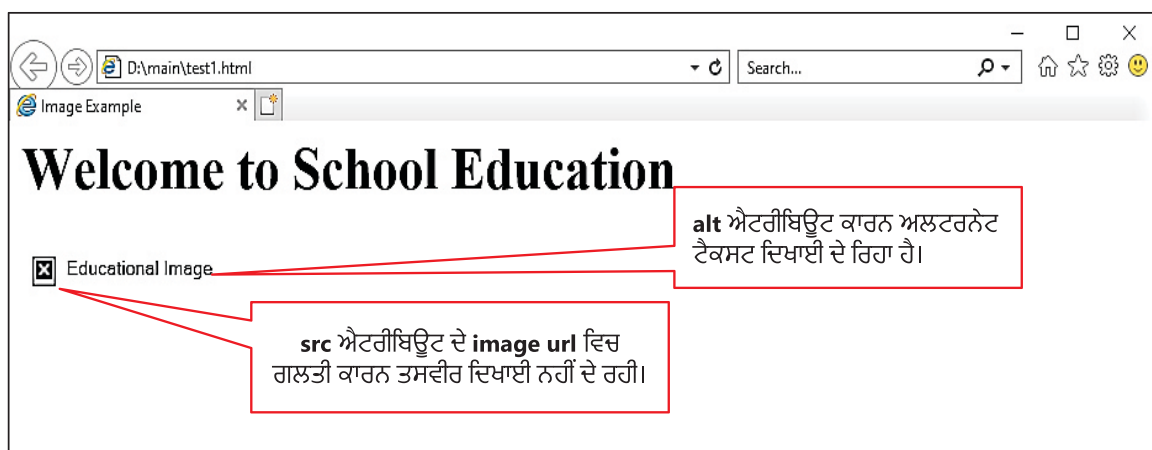 D:\main\test1.html
Search...
Image Example
Welcome to School Education
alt ਐਟਰੀਬਿਊਟ ਕਾਰਨ ਅਲਟਰਨੇਟ
ਟੈਕਸਟ ਦਿਖਾਈ ਦੇ ਰਿਹਾ ਹੈ।
Educational Image
src ਐਟਰੀਬਿਊਟ ਦੇ image url ਵਿਚ
ਗਲਤੀ ਕਾਰਨ ਤਸਵੀਰ ਦਿਖਾਈ ਨਹੀਂ ਦੇ ਰਹੀ।